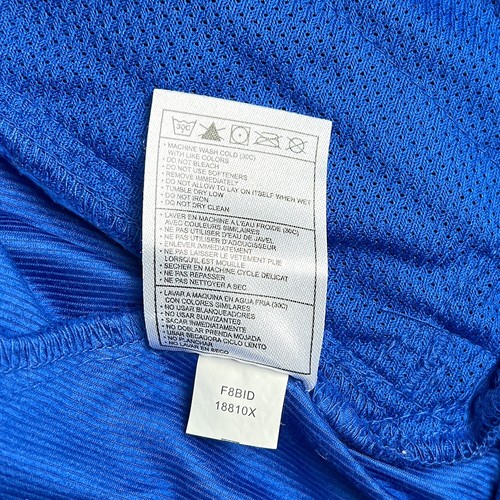 30C
• MACHINE WASH COLD (30C)
WITH LIKE COLORS
• DO NOT BLEACH
• DO NOT USE SOFTENERS
• REMOVE IMMEDIATELY
• DO NOT ALLOW TO LAY ON ITSELF WHEN WET
• TUMBLE DRY LOW
• DO NOT IRON
• DO NOT DRY CLEAN
• LAVER EN MACHINE A L'EAU FROIDE (30C)
AVEC COULEURS SIMILAIRES
• NE PAS UTILISER D'EAU DE JAVEL
• NE PAS UTILISER D'ADOUCISSEUR
• ENLEVER IMMÉDIATEMENT
• NE PAS LAISSER LE VETEMENT PLIE
LORSQU'IL EST MOUILLE
• SECHER EN MACHINE CYCLE DELICAT
• NE PAS REPASSER
• NE PAS NETTOYER A SEC
• LAVAR A MAQUINA EN AGUA FRIA (30C)
CON COLORES SIMILARES
• NO USAR BLANQUEADORES
• NO USAR SUAVIZANTES
• SACAR INMEDIATAMENTE
• NO DOBLAR PRENDA MOJADA
• USAR SECADORA CICLO LENTO
• NO PLANCHAR
• NO LAVAR EN SECO
F8BID
18810X